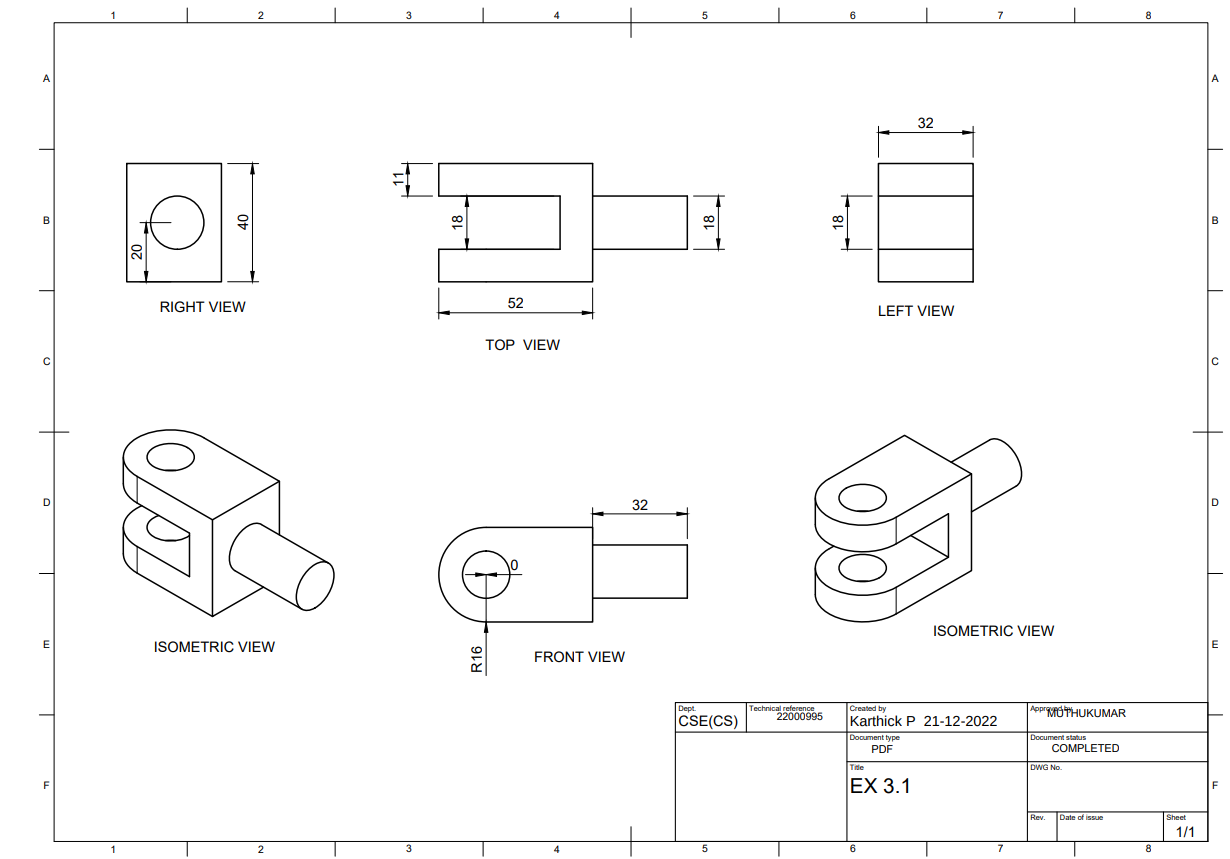 1 2 3 4 5 6 7 8
A A
32
11
18
18
18
40
20
B B
RIGHT VIEW
52
LEFT VIEW
TOP VIEW
C C
D D
32
0
R16
ISOMETRIC VIEW
FRONT VIEW
ISOMETRIC VIEW
E E
Dept.
CSE(CS)
Technical reference
22000995
Created by
Karthick P 21-12-2022
Approved by
MUTHUKUMAR
Document type
PDF
Document status
COMPLETED
Title
EX 3.1
DWG No.
F F
Rev.
Date of issue
Sheet
1/1
1 2 3 4 5 6 7 8